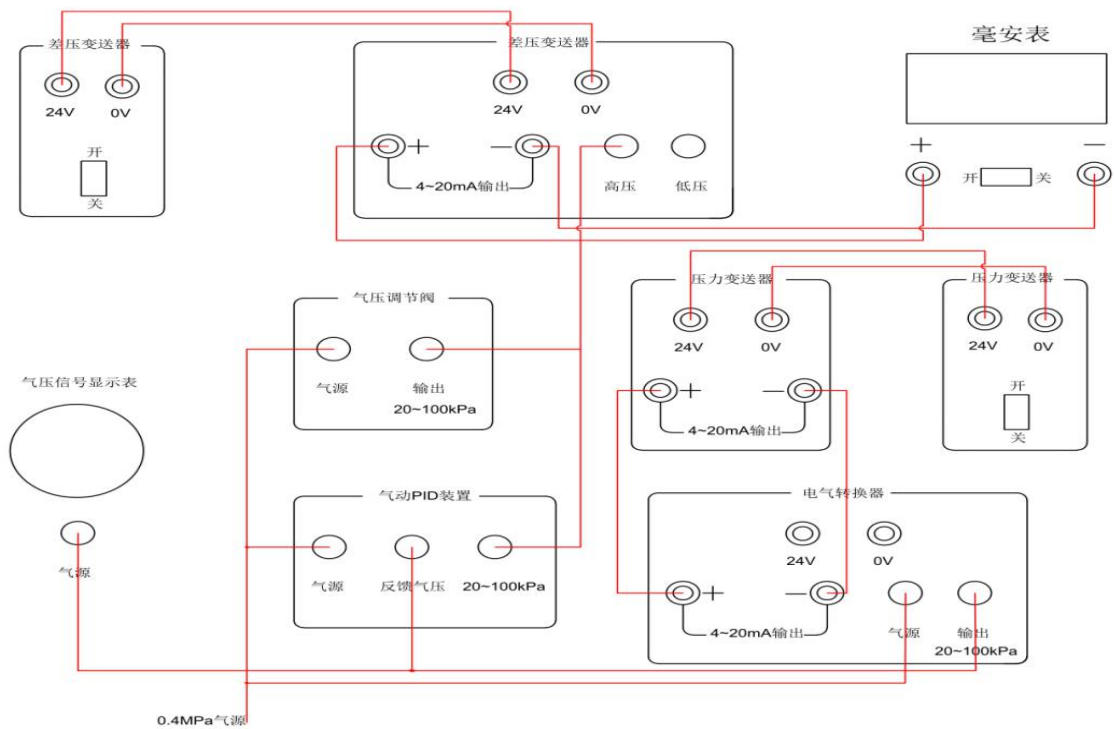 差压变送器
24V
0V
开
关
差压变送器
24V
0V
+
−
4~20mA输出
高压
低压
毫安表
+
−
开
关
气压调节阀
气源
输出
20~100kPa
压力变送器
24V
0V
+
−
4~20mA输出
压力变送器
24V
0V
开
关
气压信号显示表
气源
气动PID装置
气源
反馈气压
20~100kPa
电气转换器
24V
0V
+
−
4~20mA输出
气源
输出
20~100kPa
0.4MPa气源